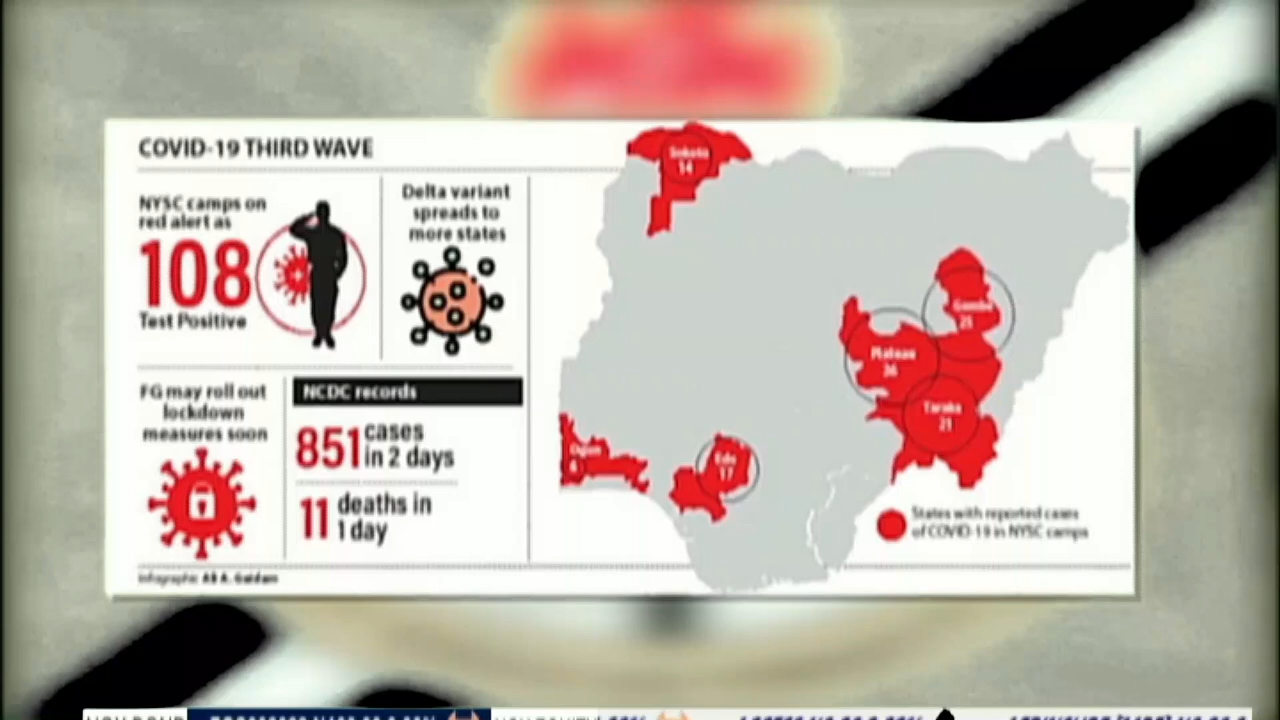 COVID-19 THIRD WAVE
NYSC camps on
red alert as
108
Test Positive
Delta variant
spreads to
more states
FG may roll out
lockdown
measures soon
NCDC records
851 cases
in 2 days
11 deaths in
1 day
Sokoto
14
Gombe
25
Plateau
36
Taraba
21
Edo
17
Ogun
States with reported cases
of COVID-19 in NYSC camps
Infographic: